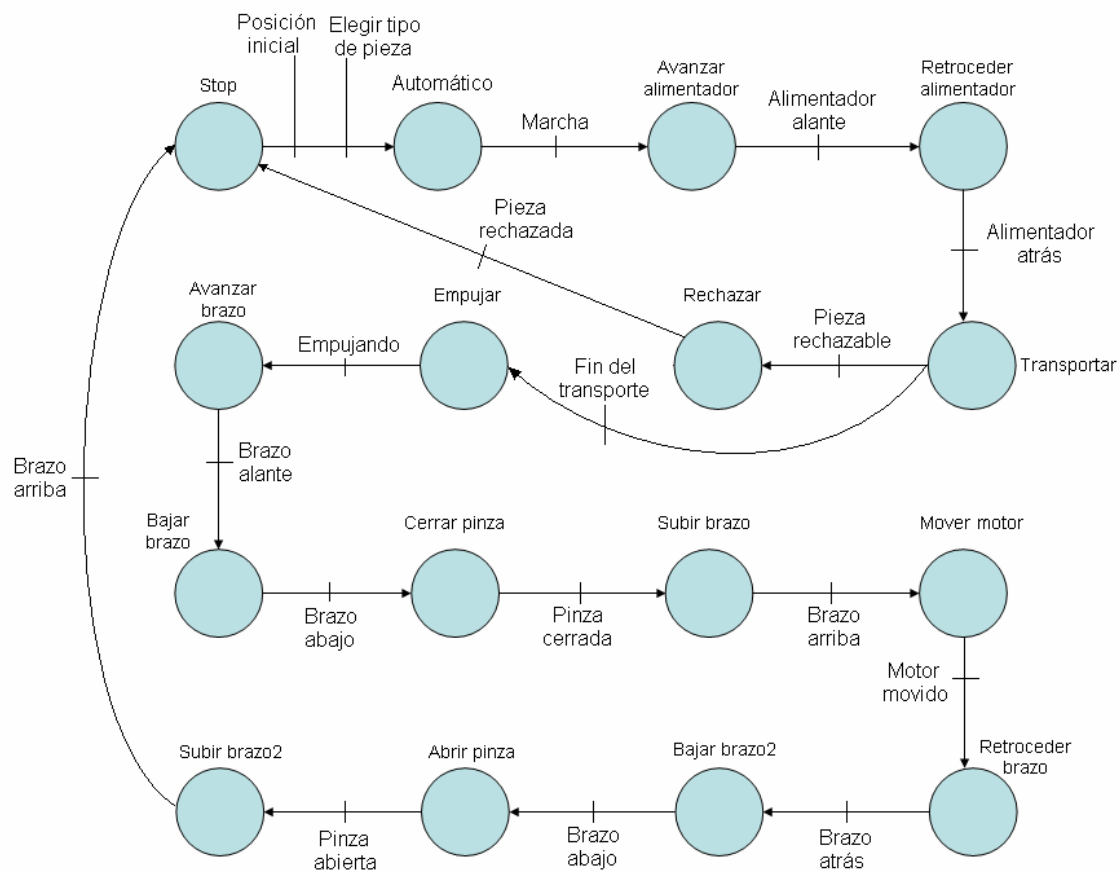 Posición
inicial
Elegir tipo
de pieza
Stop
Automático
Marcha
Avanzar
alimentador
Alimentador
alante
Retroceder
alimentador
Pieza
rechazada
Alimentador
atrás
Avanzar
brazo
Empujando
Empujar
Rechazar
Pieza
rechazable
Transportar
Fin del
transporte
Brazo
arriba
Brazo
alante
Bajar
brazo
Brazo
abajo
Cerrar pinza
Pinza
cerrada
Subir brazo
Brazo
arriba
Mover motor
Motor
movido
Subir brazo2
Pinza
abierta
Abrir pinza
Brazo
abajo
Bajar brazo2
Brazo
atrás
Retroceder
brazo